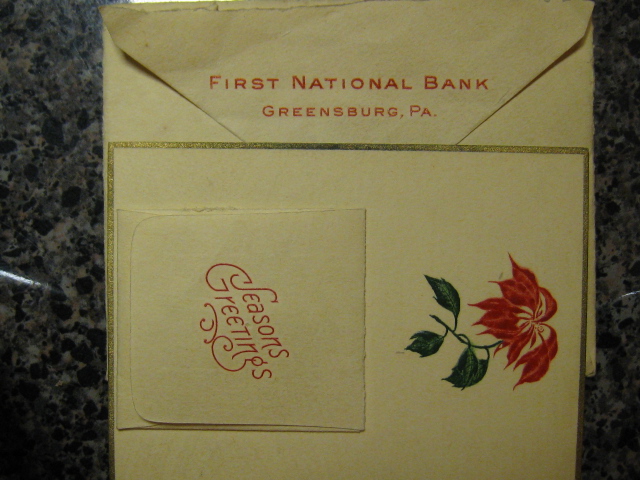 FIRST NATIONAL BANK
GREENSBURG, PA.
Seasons
Greetings